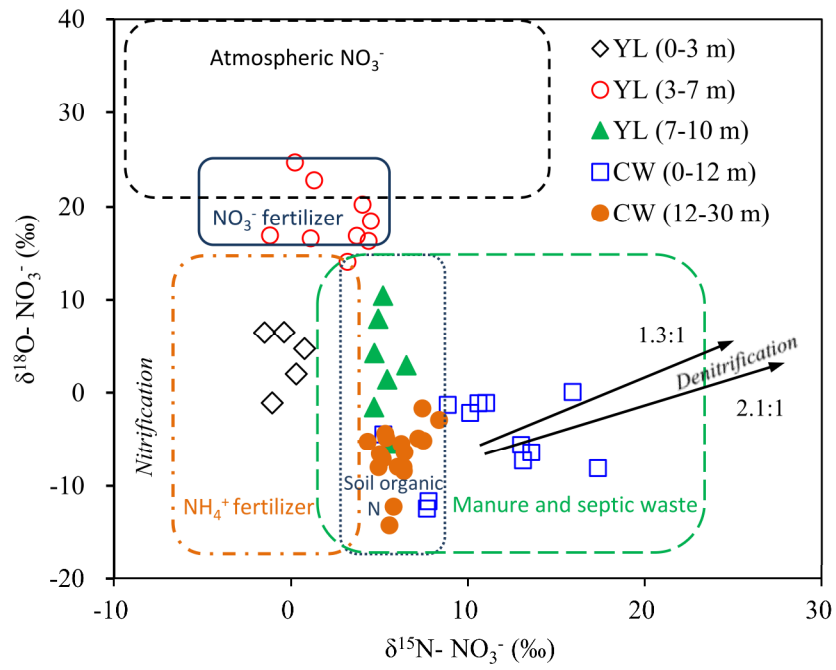 40
30
20
10
0
-10
-20
-10
0
10
20
30
δ¹⁸O- NO₃⁻ (‰)
δ¹⁵N- NO₃⁻ (‰)
Atmospheric NO₃⁻
NO₃⁻ fertilizer
YL (0-3 m)
YL (3-7 m)
YL (7-10 m)
CW (0-12 m)
CW (12-30 m)
1.3:1
Denitrification
2.1:1
Nitrification
NH₄⁺ fertilizer
Soil organic
N
Manure and septic waste